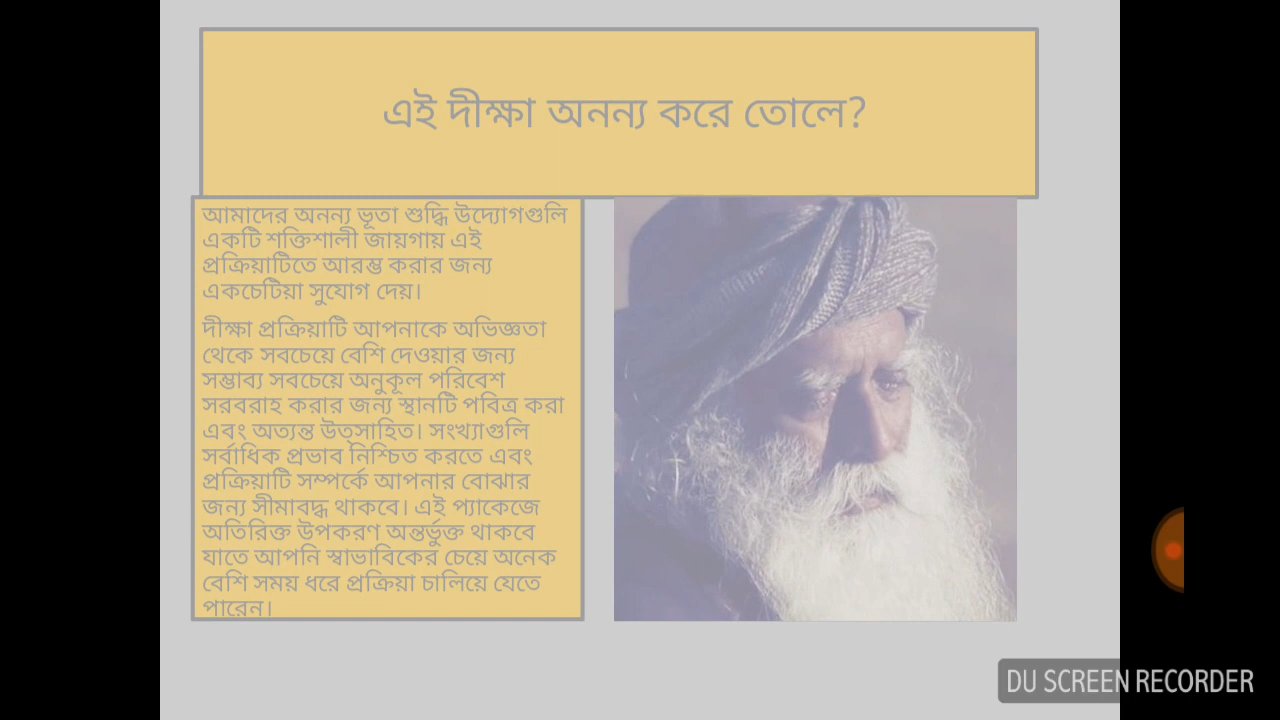 এই দীক্ষা অনন্য করে তোলে?
আমাদের অনন্য ভূতা শুদ্ধি উদ্যোগগুলি
একটি শক্তিশালী জায়গায় এই
প্রক্রিয়াটিতে আরম্ভ করার জন্য
একচেটিয়া সুযোগ দেয়।
দীক্ষা প্রক্রিয়াটি আপনাকে অভিজ্ঞতা
থেকে সবচেয়ে বেশি দেওয়ার জন্য
সম্ভাব্য সবচেয়ে অনুকূল পরিবেশ
সরবরাহ করার জন্য স্থানটি পবিত্র করা
এবং অত্যন্ত উত্সাহিত। সংখ্যাগুলি
সর্বাধিক প্রভাব নিশ্চিত করতে এবং
প্রক্রিয়াটি সম্পর্কে আপনার বোঝার
জন্য সীমাবদ্ধ থাকবে। এই প্যাকেজে
অতিরিক্ত উপকরণ অন্তর্ভুক্ত থাকবে
যাতে আপনি স্বাভাবিকের চেয়ে অনেক
বেশি সময় ধরে প্রক্রিয়া চালিয়ে যেতে
পারেন।
DU SCREEN RECORDER